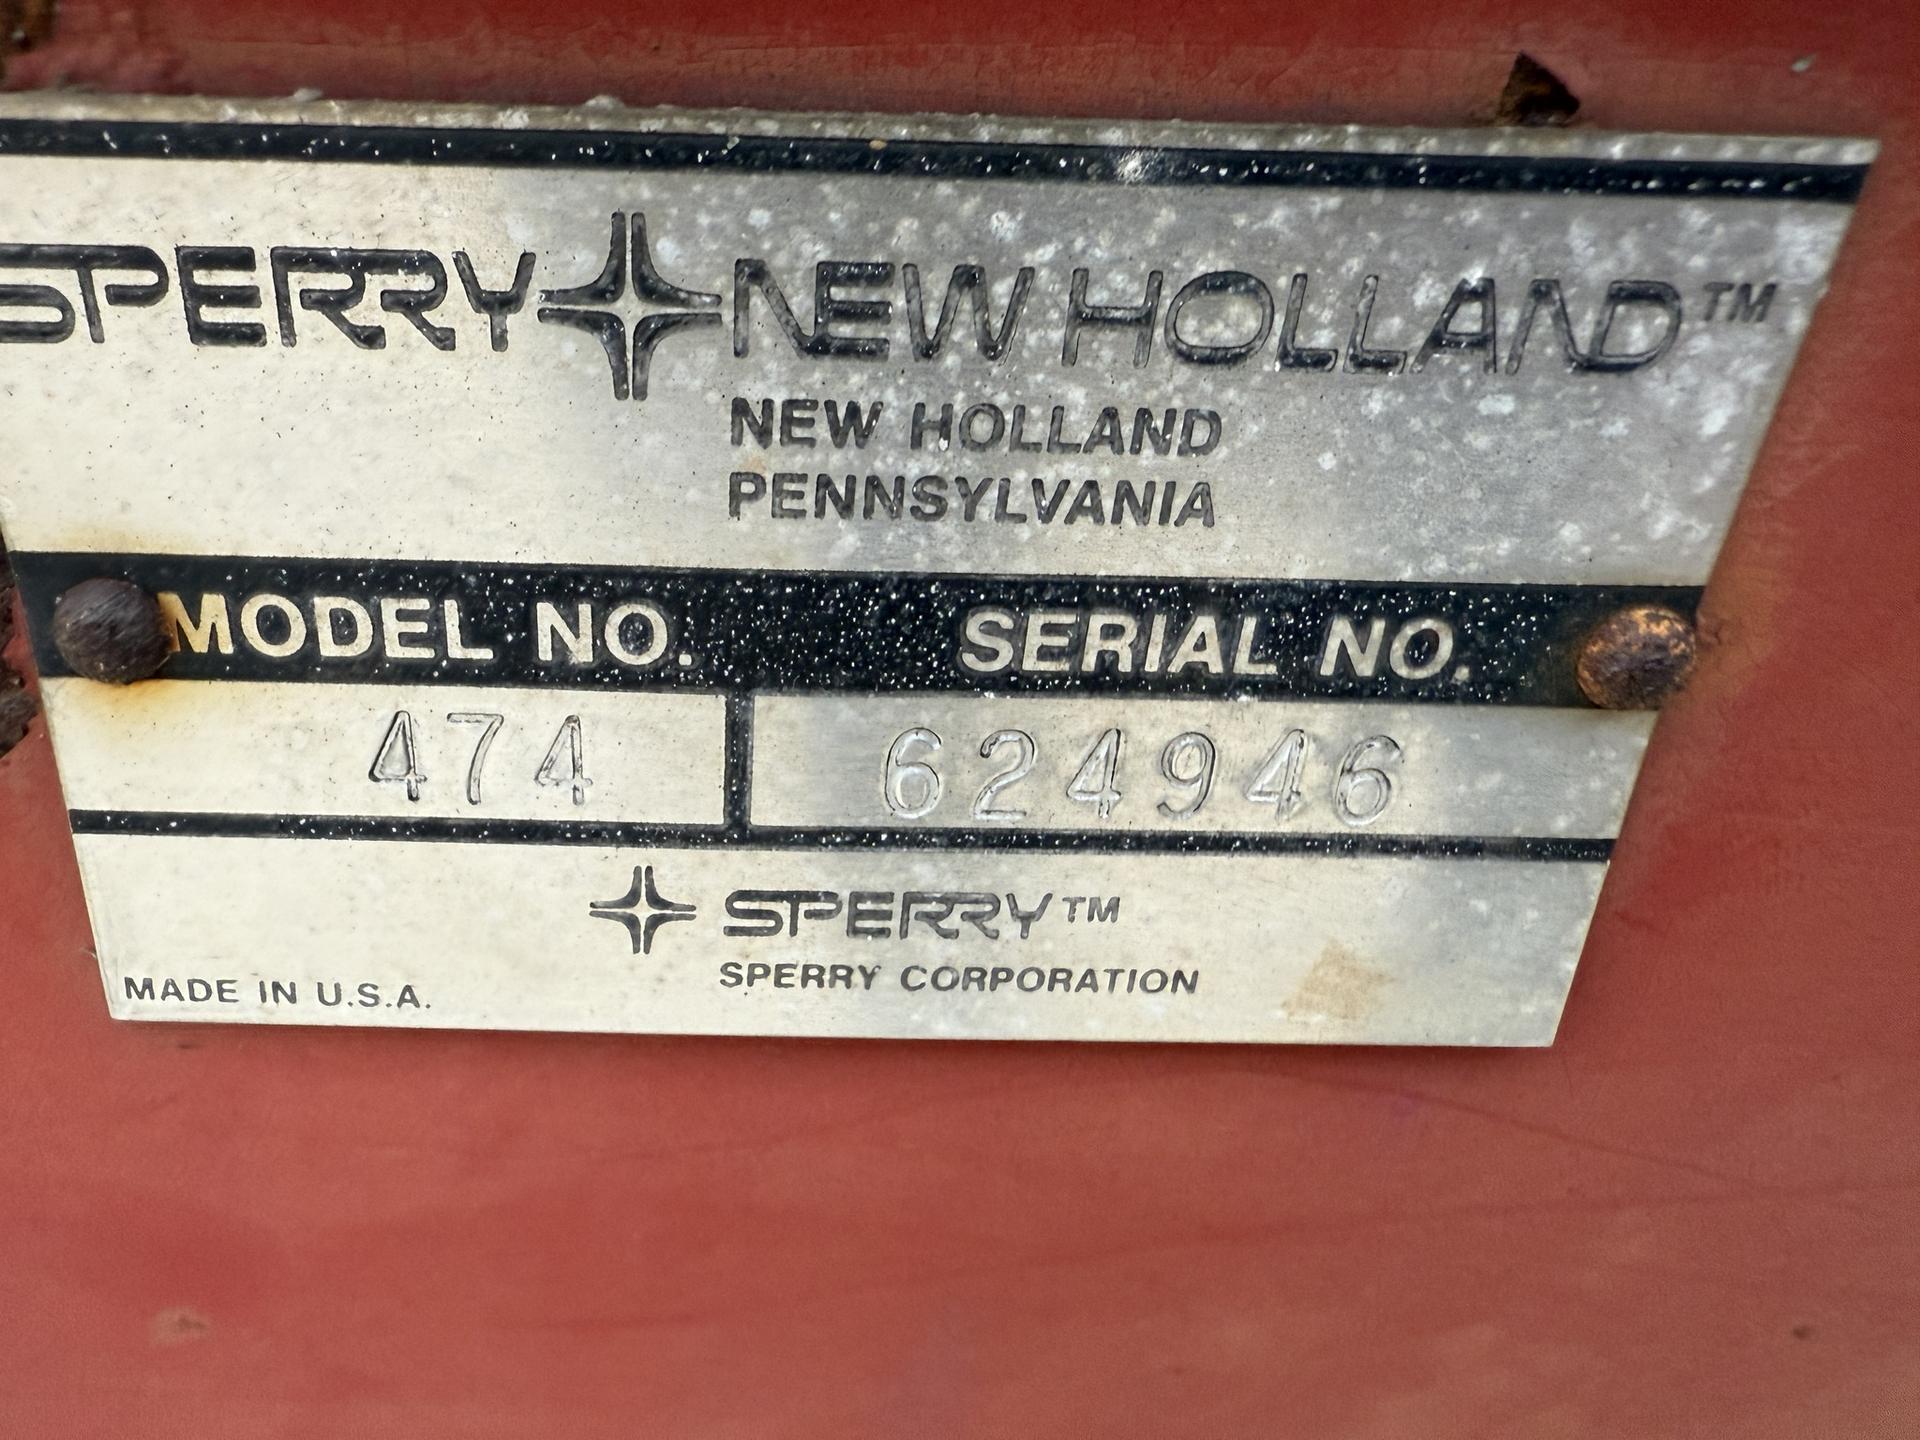 SPERRY NEW HOLLAND™
NEW HOLLAND
PENNSYLVANIA
MODEL NO. SERIAL NO.
474 624946
SPERRY™
SPERRY CORPORATION
MADE IN U.S.A.